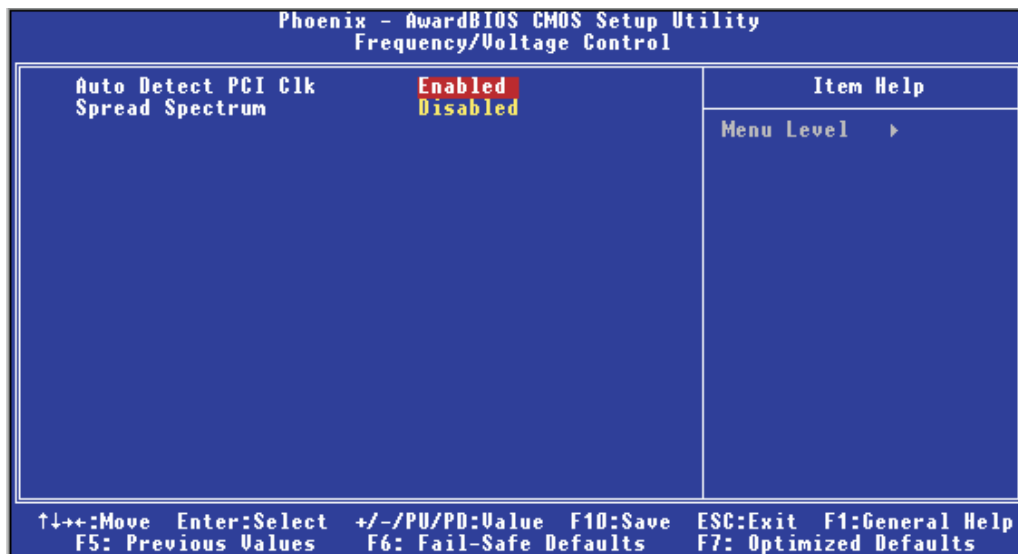 Phoenix - AwardBIOS CMOS Setup Utility
Frequency/Voltage Control
Auto Detect PCI Clk Enabled
Spread Spectrum Disabled
Item Help
Menu Level ▸
↑↓→←:Move Enter:Select +/-/PU/PD:Value F10:Save ESC:Exit F1:General Help
F5: Previous Values F6: Fail-Safe Defaults F7: Optimized Defaults